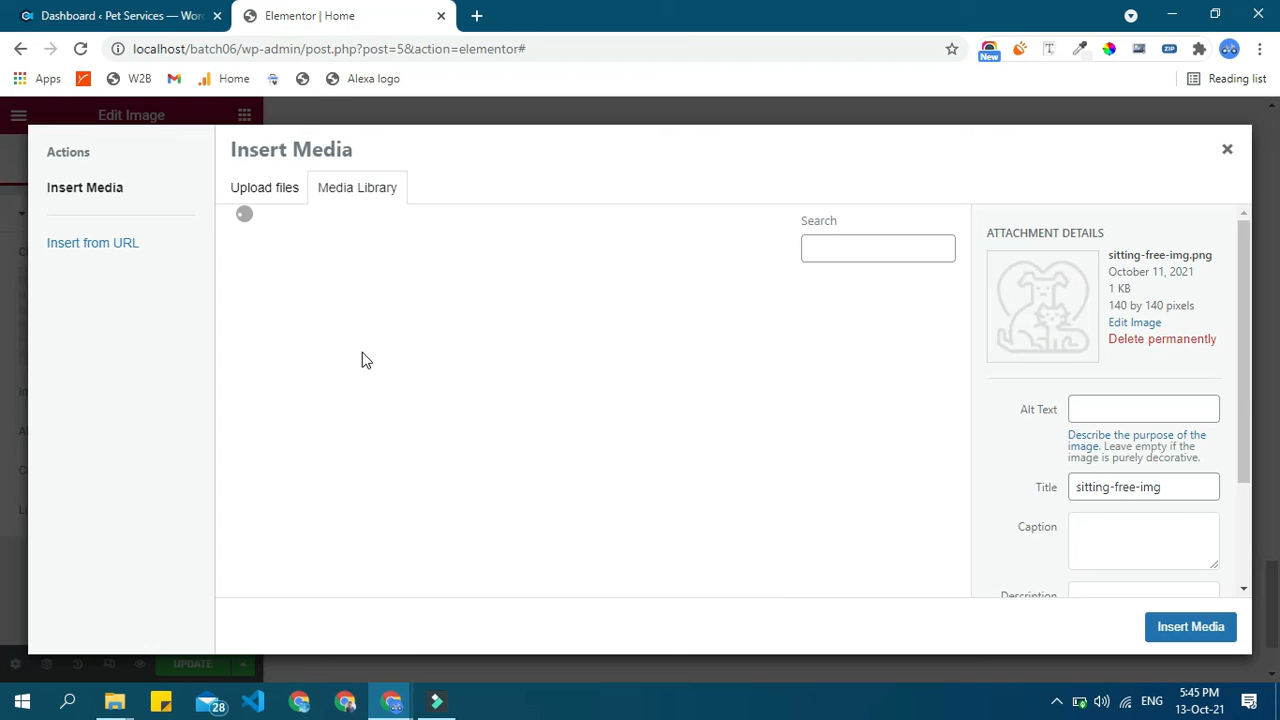 Dashboard ‹ Pet Services — Wor
Elementor | Home
localhost/batch06/wp-admin/post.php?post=5&action=elementor#
New
ZIP
Apps
W2B
Home
Alexa logo
Reading list
Edit Image
Actions
Insert Media
Insert from URL
Insert Media
Upload files
Media Library
Search
ATTACHMENT DETAILS
sitting-free-img.png
October 11, 2021
1 KB
140 by 140 pixels
Edit Image
Delete permanently
Alt Text
Describe the purpose of the
image. Leave empty if the
image is purely decorative.
Title
sitting-free-img
Caption
Description
Insert Media
UPDATE
28
ENG
5:45 PM
13-Oct-21